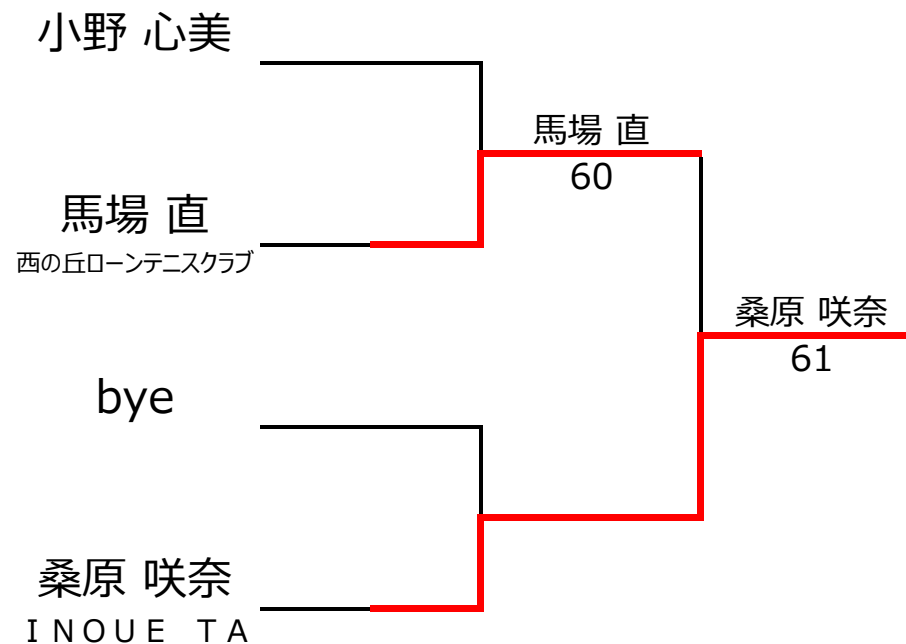 小野 心美
馬場 直
60
馬場 直
西の丘ローンテニスクラブ
桑原 咲奈
61
bye
桑原 咲奈
ＩＮＯＵＥ　ＴＡ